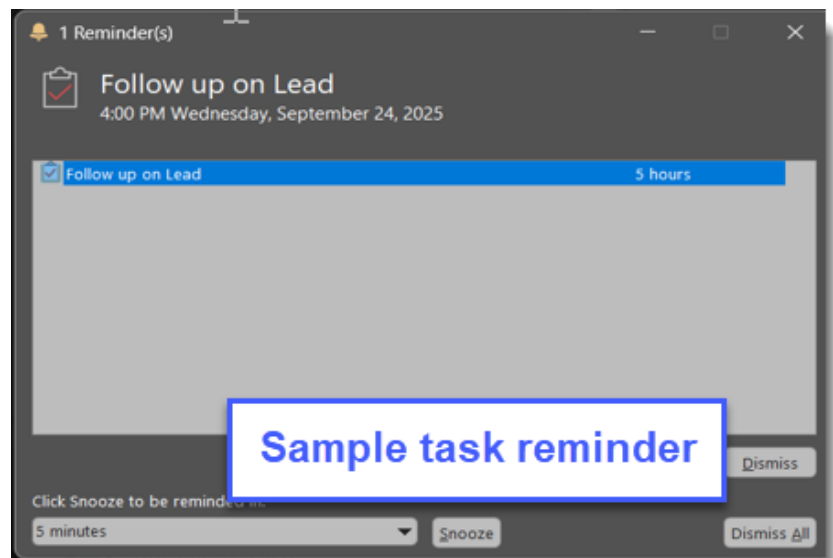 1 Reminder(s)
Follow up on Lead
4:00 PM Wednesday, September 24, 2025
Follow up on Lead 5 hours
Sample task reminder
Dismiss
Click Snooze to be reminded in:
5 minutes Snooze Dismiss All